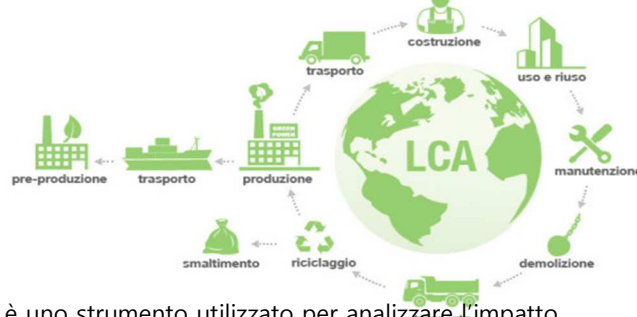 costruzione
trasporto
uso e riuso
GREEN
POWER
LCA
pre-produzione
trasporto
produzione
manutenzione
smaltimento
riciclaggio
demolizione
è uno strumento utilizzato per analizzare l'impatto